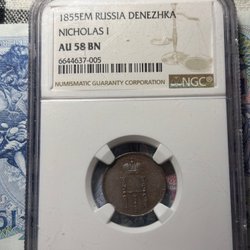 1855EM RUSSIA DENEZHKA
NICHOLAS I
AU 58 BN
6644637-005
NUMISMATIC GUARANTY CORPORATION
NGC